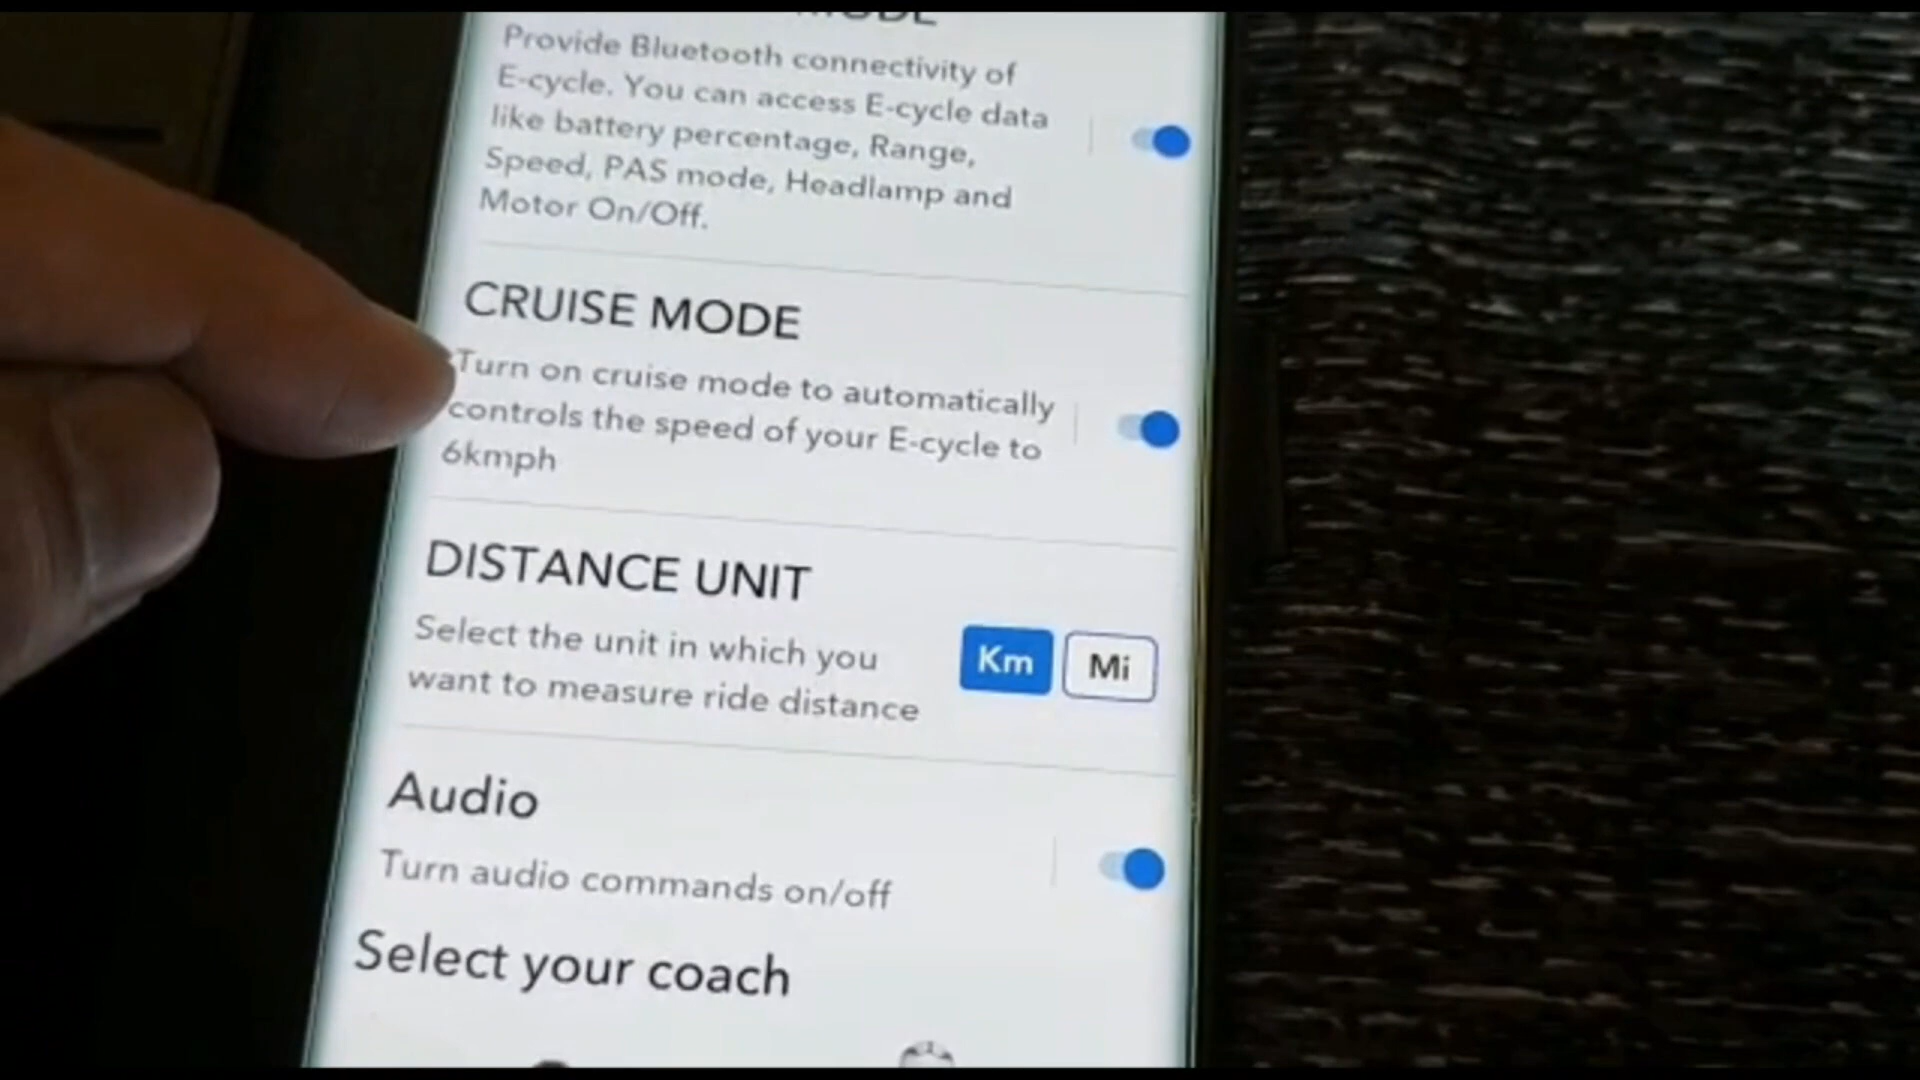 MODE
Provide Bluetooth connectivity of
E-cycle. You can access E-cycle data
like battery percentage, Range,
Speed, PAS mode, Headlamp and
Motor On/Off.
CRUISE MODE
Turn on cruise mode to automatically
controls the speed of your E-cycle to
6kmph
DISTANCE UNIT
Select the unit in which you
want to measure ride distance
Km
Mi
Audio
Turn audio commands on/off
Select your coach